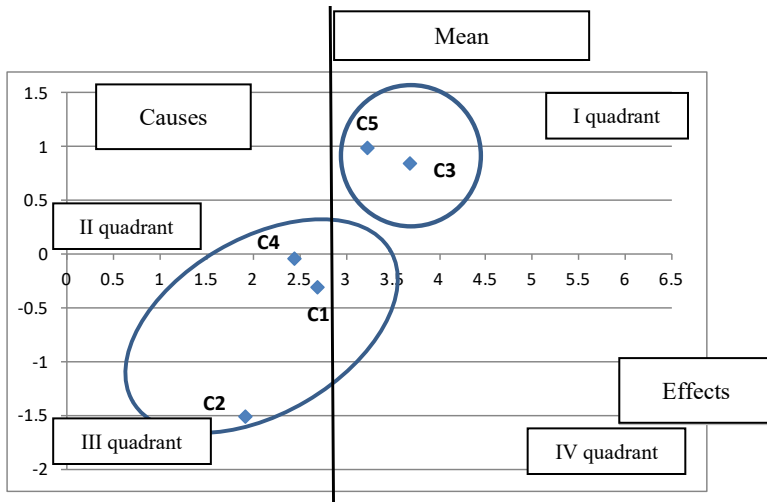 Mean
1.5
Causes
I quadrant
C5
1
C3
0.5
II quadrant
C4
0
0 0.5 1 1.5 2 2.5 3 3.5 4 4.5 5 5.5 6 6.5
-0.5
C1
-1
Effects
C2
-1.5
III quadrant
IV quadrant
-2